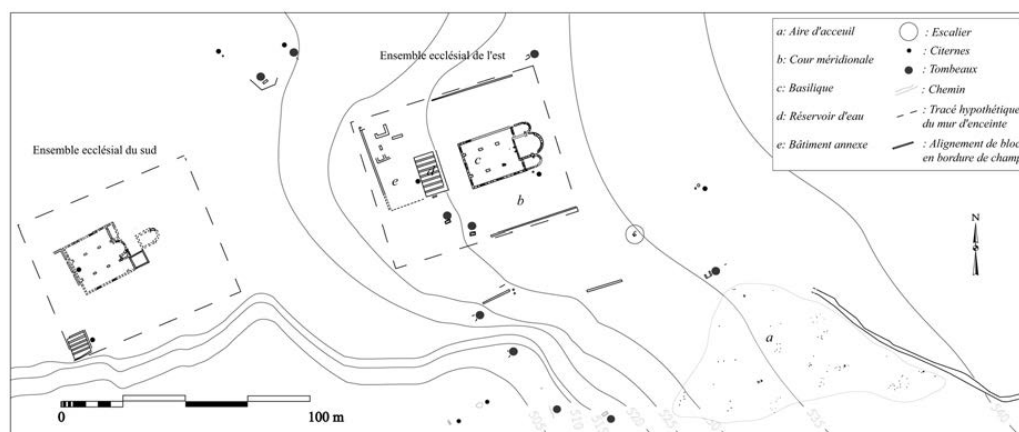 Ensemble ecclésial de l'est
Ensemble ecclésial du sud
a: Aire d'acceuil
b: Cour méridionale
c: Basilique
d: Réservoir d'eau
e: Bâtiment annexe
: Escalier
: Citernes
: Tombeaux
: Chemin
: Tracé hypothétique
du mur d'enceinte
: Alignement de bloc
en bordure de champ
c
d
e
b
N
a
0
100 m
505
510
515
520
525
535
540